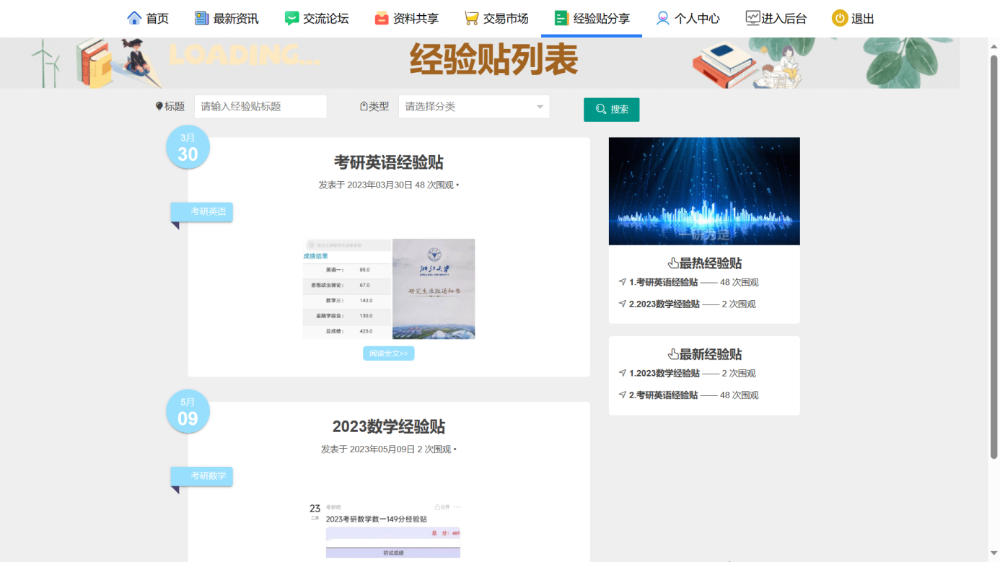 首页 最新资讯 交流论坛 资料共享 交易市场 经验贴分享 个人中心 进入后台 退出
LOADING...
经验贴列表
标题 请输入经验贴标题 类型 请选择分类 搜索
3月
30
考研英语经验贴
发表于 2023年03月30日 48 次围观 •
考研英语
成绩结果
英语一： 85.0
思想政治理论： 67.0
数学三： 143.0
金融学综合： 130.0
总成绩： 425.0
浙江大学
ZHEJIANG UNIVERSITY
研究生录取通知书
阅读全文>>
5月
09
2023数学经验贴
发表于 2023年05月09日 2 次围观 •
考研数学
23
二月
考研吧
公开 ···
2023考研数学数一149分经验贴
总 分: 405
初试成绩
一研为定
最热经验贴
1.考研英语经验贴 —— 48 次围观
2.2023数学经验贴 —— 2 次围观
最新经验贴
1.2023数学经验贴 —— 2 次围观
2.考研英语经验贴 —— 48 次围观